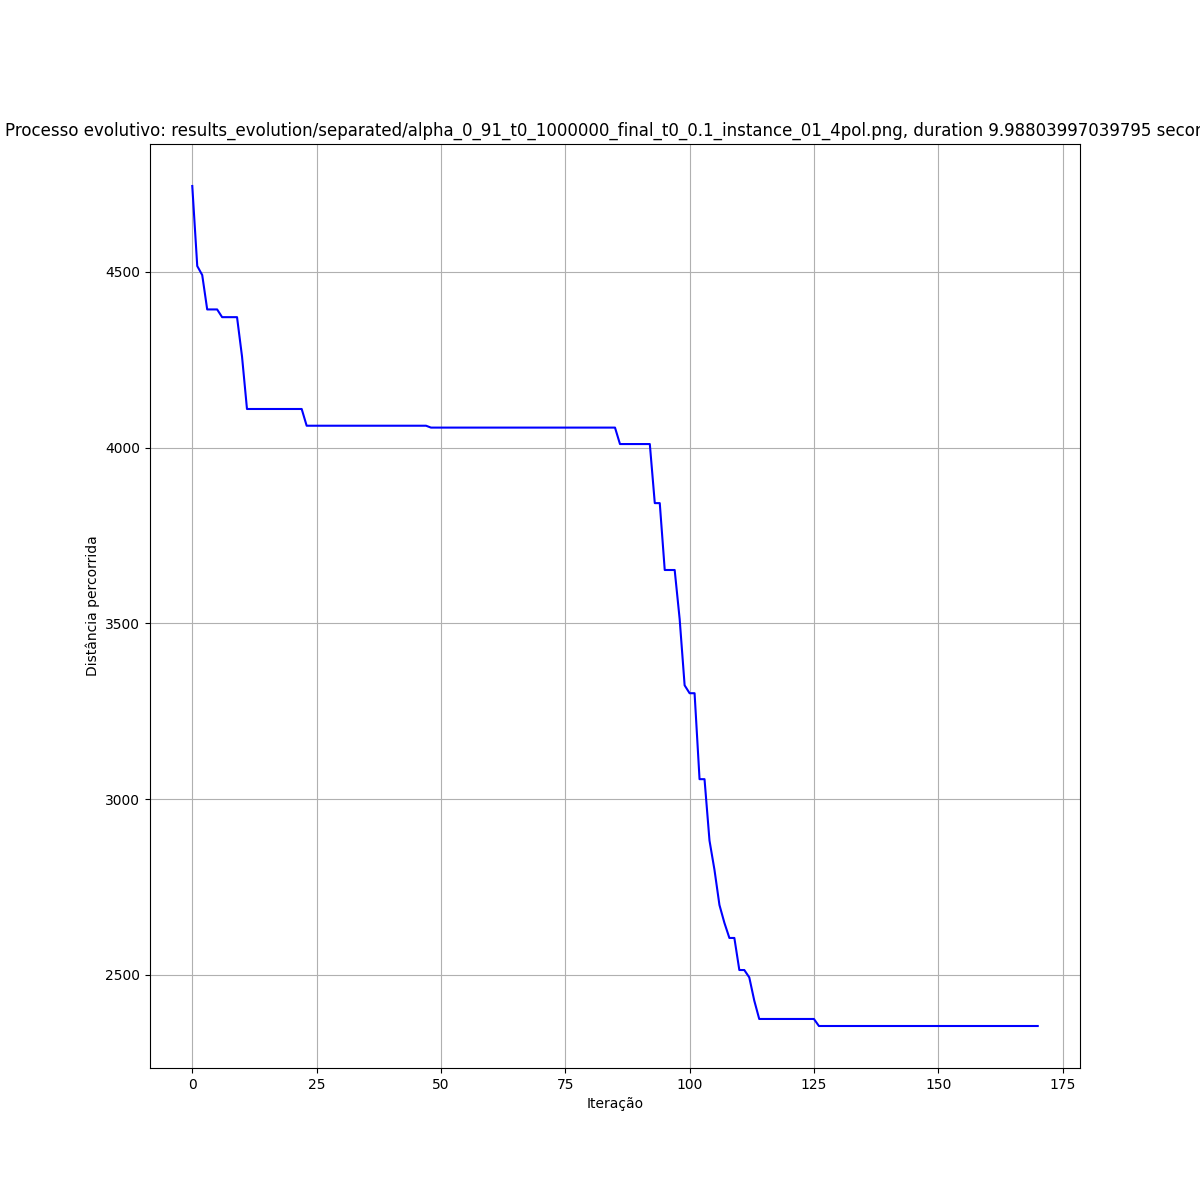 Processo evolutivo: results_evolution/separated/alpha_0_91_t0_1000000_final_t0_0.1_instance_01_4pol.png, duration 9.98803997039795
4500
4000
3500
3000
2500
Distância percorrida
0 25 50 75 100 125 150 175
Iteração